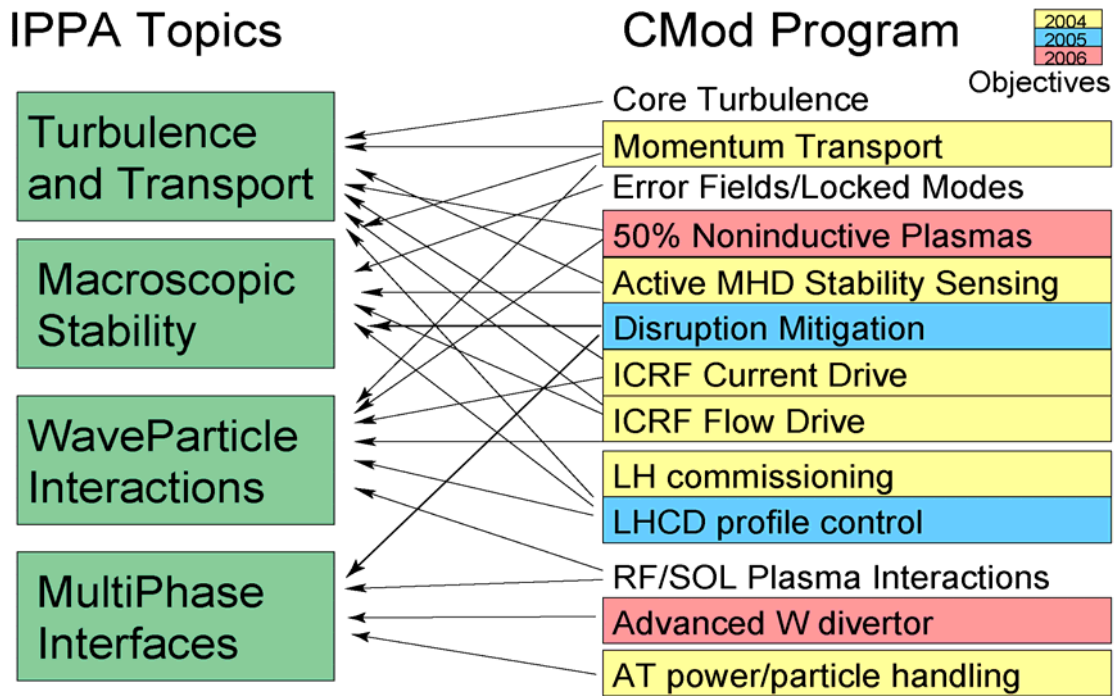 IPPA Topics
CMod Program
2004
2005
2006
Objectives
Turbulence
and Transport
Macroscopic
Stability
WaveParticle
Interactions
MultiPhase
Interfaces
Core Turbulence
Momentum Transport
Error Fields/Locked Modes
50% Noninductive Plasmas
Active MHD Stability Sensing
Disruption Mitigation
ICRF Current Drive
ICRF Flow Drive
LH commissioning
LHCD profile control
RF/SOL Plasma Interactions
Advanced W divertor
AT power/particle handling